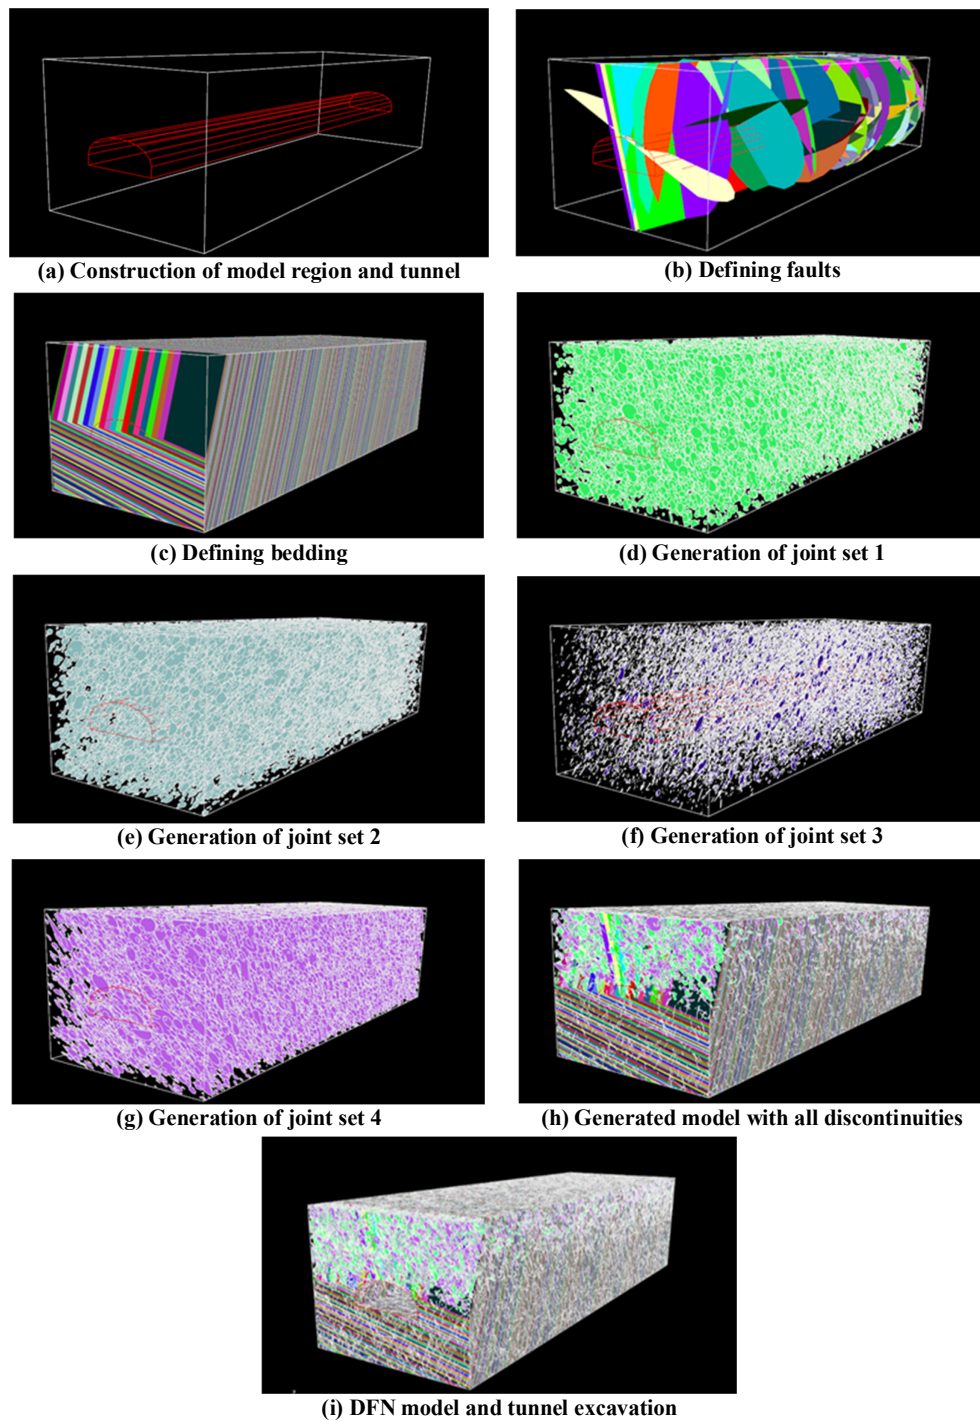 (a) Construction of model region and tunnel
(b) Defining faults
(c) Defining bedding
(d) Generation of joint set 1
(e) Generation of joint set 2
(f) Generation of joint set 3
(g) Generation of joint set 4
(h) Generated model with all discontinuities
(i) DFN model and tunnel excavation